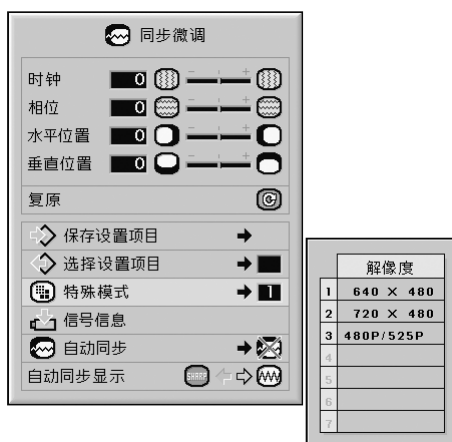 同步微调
时钟 0 - +
相位 0 - +
水平位置 0 - +
垂直位置 0 - +
复原
保存设置项目
选择设置项目
特殊模式 1
信号信息
自动同步
自动同步显示 SHARP
解像度
1 640 × 480
2 720 × 480
3 480P/525P
4
5
6
7